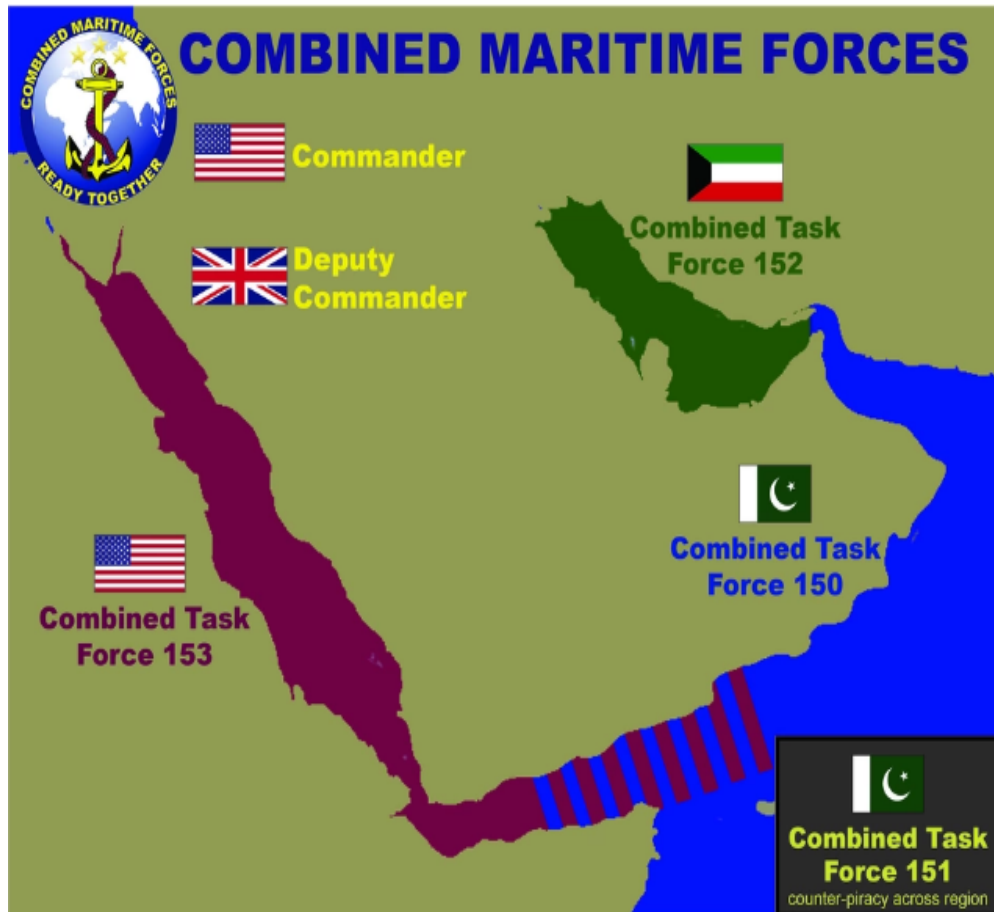 COMBINED MARITIME FORCES
COMBINED MARITIME FORCES
READY TOGETHER
Commander
Deputy
Commander
Combined Task
Force 152
Combined Task
Force 150
Combined Task
Force 153
Combined Task
Force 151
counter-piracy across region